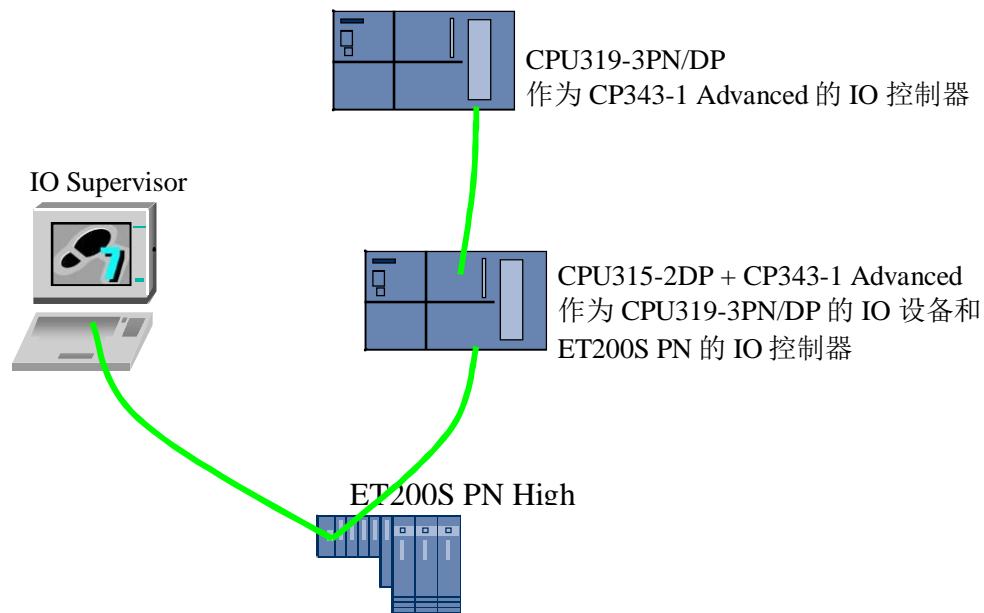 CPU319-3PN/DP
作为 CP343-1 Advanced 的 IO 控制器
IO Supervisor
7
CPU315-2DP + CP343-1 Advanced
作为 CPU319-3PN/DP 的 IO 设备和
ET200S PN 的 IO 控制器
ET200S PN High